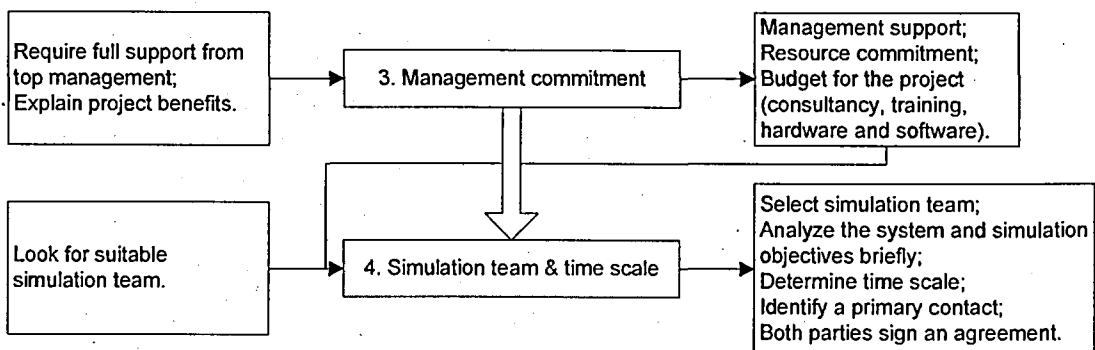 Require full support from
top management;
Explain project benefits.
3. Management commitment
Management support;
Resource commitment;
Budget for the project
(consultancy, training,
hardware and software).
Look for suitable
simulation team.
4. Simulation team & time scale
Select simulation team;
Analyze the system and simulation
objectives briefly;
Determine time scale;
Identify a primary contact;
Both parties sign an agreement.